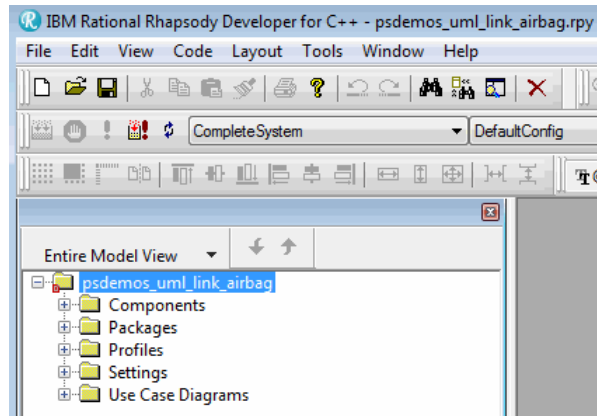 IBM Rational Rhapsody Developer for C++ - psdemos_uml_link_airbag.rpy
File Edit View Code Layout Tools Window Help
CompleteSystem DefaultConfig
Entire Model View
psdemos_uml_link_airbag
Components
Packages
Profiles
Settings
Use Case Diagrams